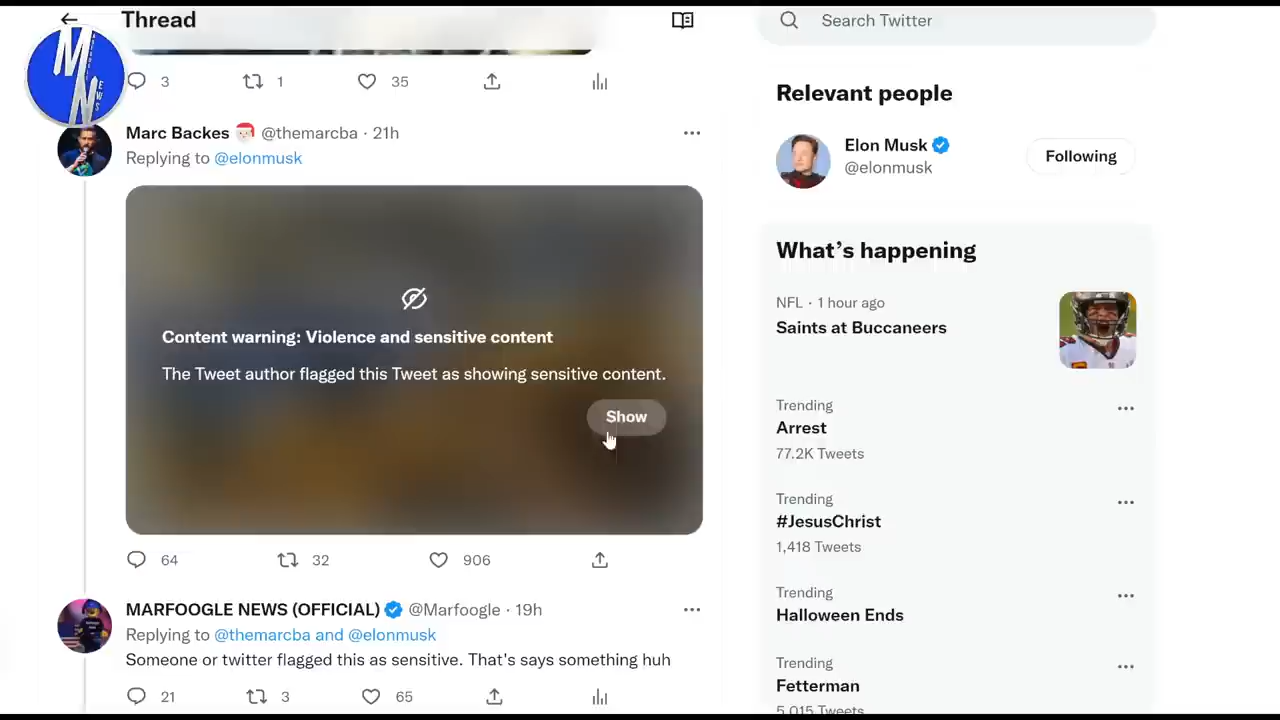 Thread
Search Twitter
M
N
EWS
3
1
35
Relevant people
Marc Backes @themarcba · 21h
Replying to @elonmusk
Elon Musk
@elonmusk
Following
Content warning: Violence and sensitive content
The Tweet author flagged this Tweet as showing sensitive content.
Show
What's happening
NFL · 1 hour ago
Saints at Buccaneers
Trending
Arrest
77.2K Tweets
Trending
#JesusChrist
1,418 Tweets
Trending
Halloween Ends
Trending
Fetterman
5,015 Tweets
64
32
906
MARFOOGLE NEWS (OFFICIAL) @Marfoogle · 19h
Replying to @themarcba and @elonmusk
Someone or twitter flagged this as sensitive. That's says something huh
21
3
65